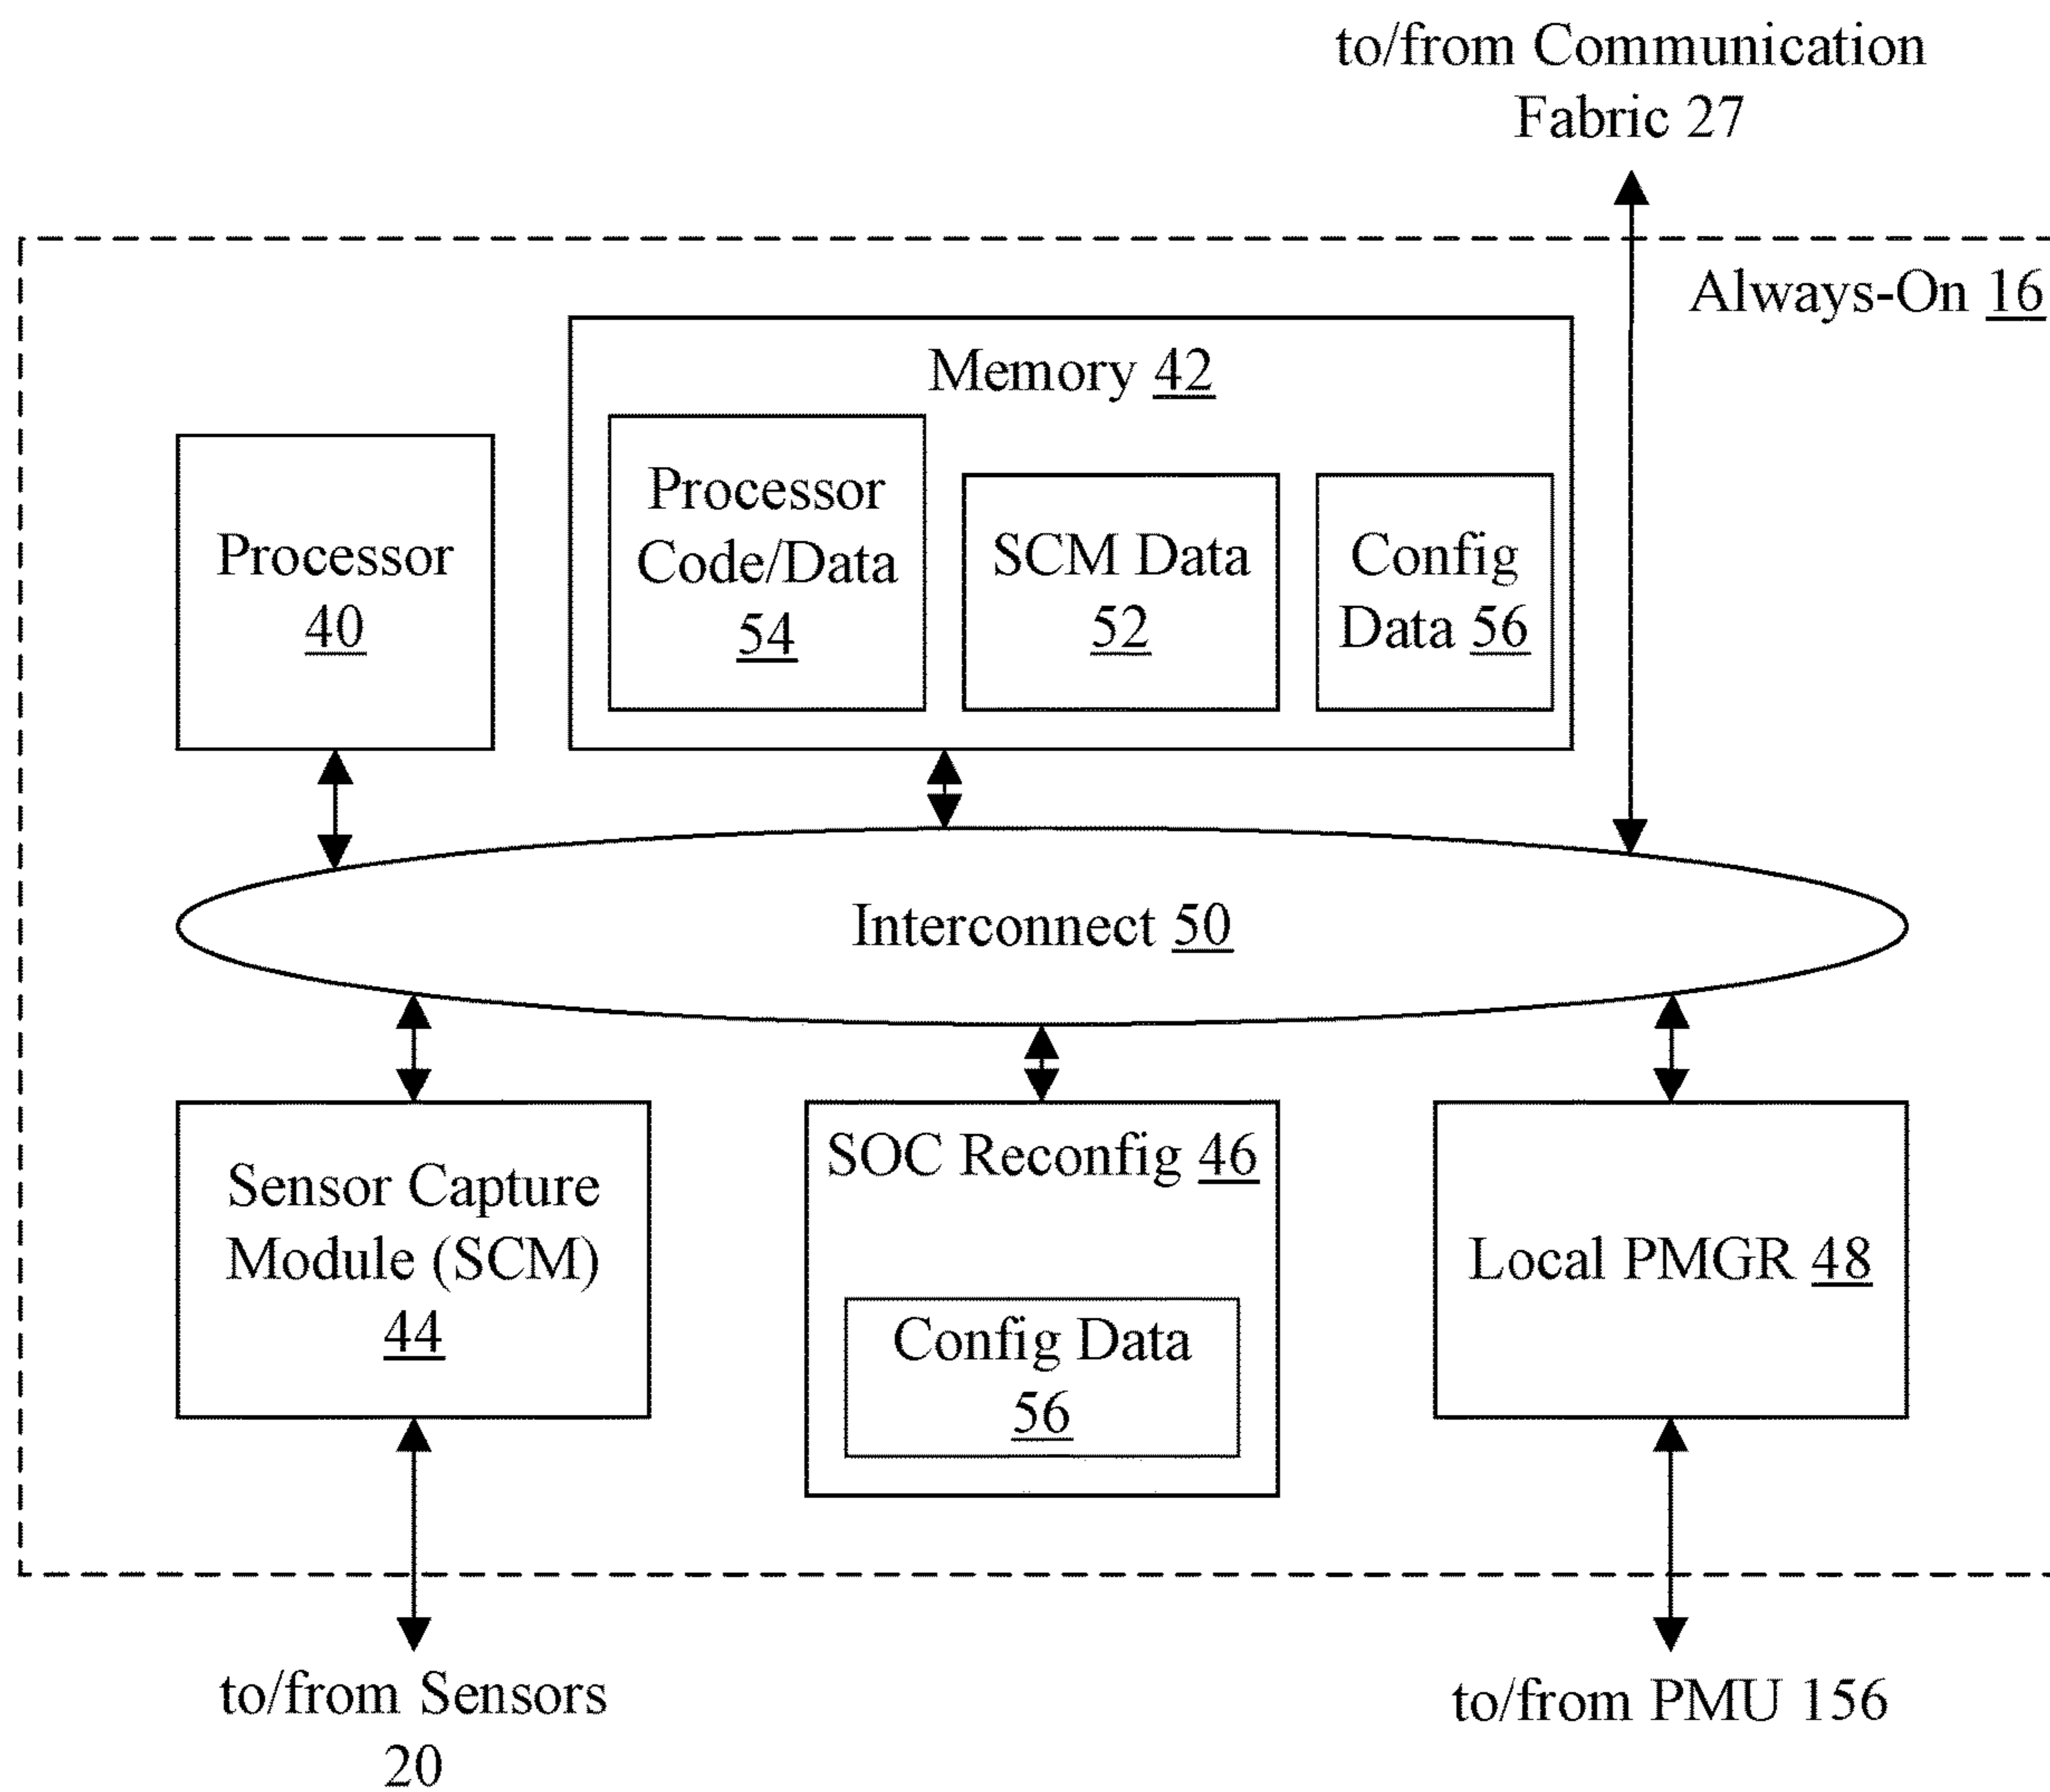 to/from Communication
Fabric 27
Always-On 16
Memory 42
Processor
40
Processor
Code/Data
54
SCM Data
52
Config
Data 56
Interconnect 50
Sensor Capture
Module (SCM)
44
SOC Reconfig 46
Config Data
56
Local PMGR 48
to/from Sensors
20
to/from PMU 156